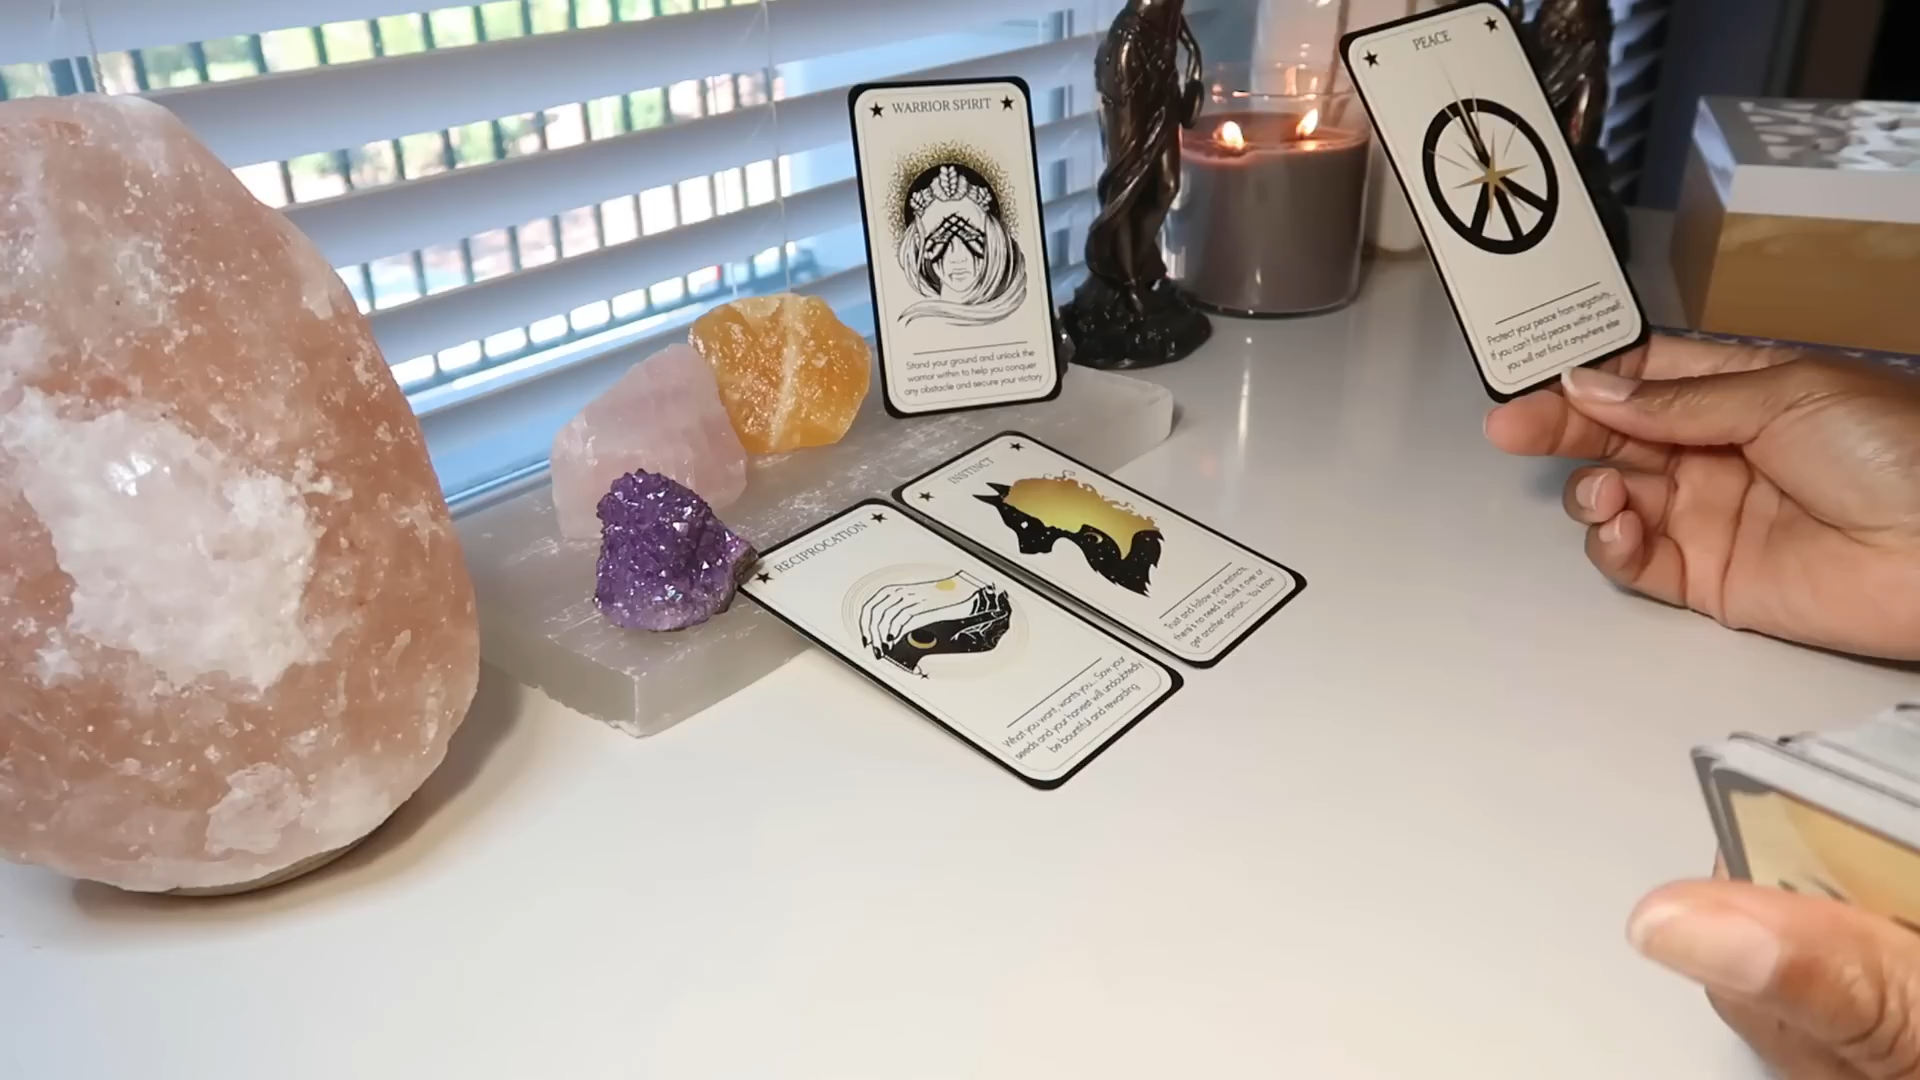 WARRIOR SPIRIT
Stand your ground and unlock the
warrior within to help you conquer
any obstacle and secure your victory
PEACE
Protect your peace from negativity...
If you can't find peace within yourself,
you will not find it anywhere else
INSTINCT
Trust and follow your instincts,
there's no need to think it over or
get another opinion... You know
RECIPROCATION
What you want, wants you... Sow your
seeds and your harvest will undoubtedly
be bountiful and rewarding